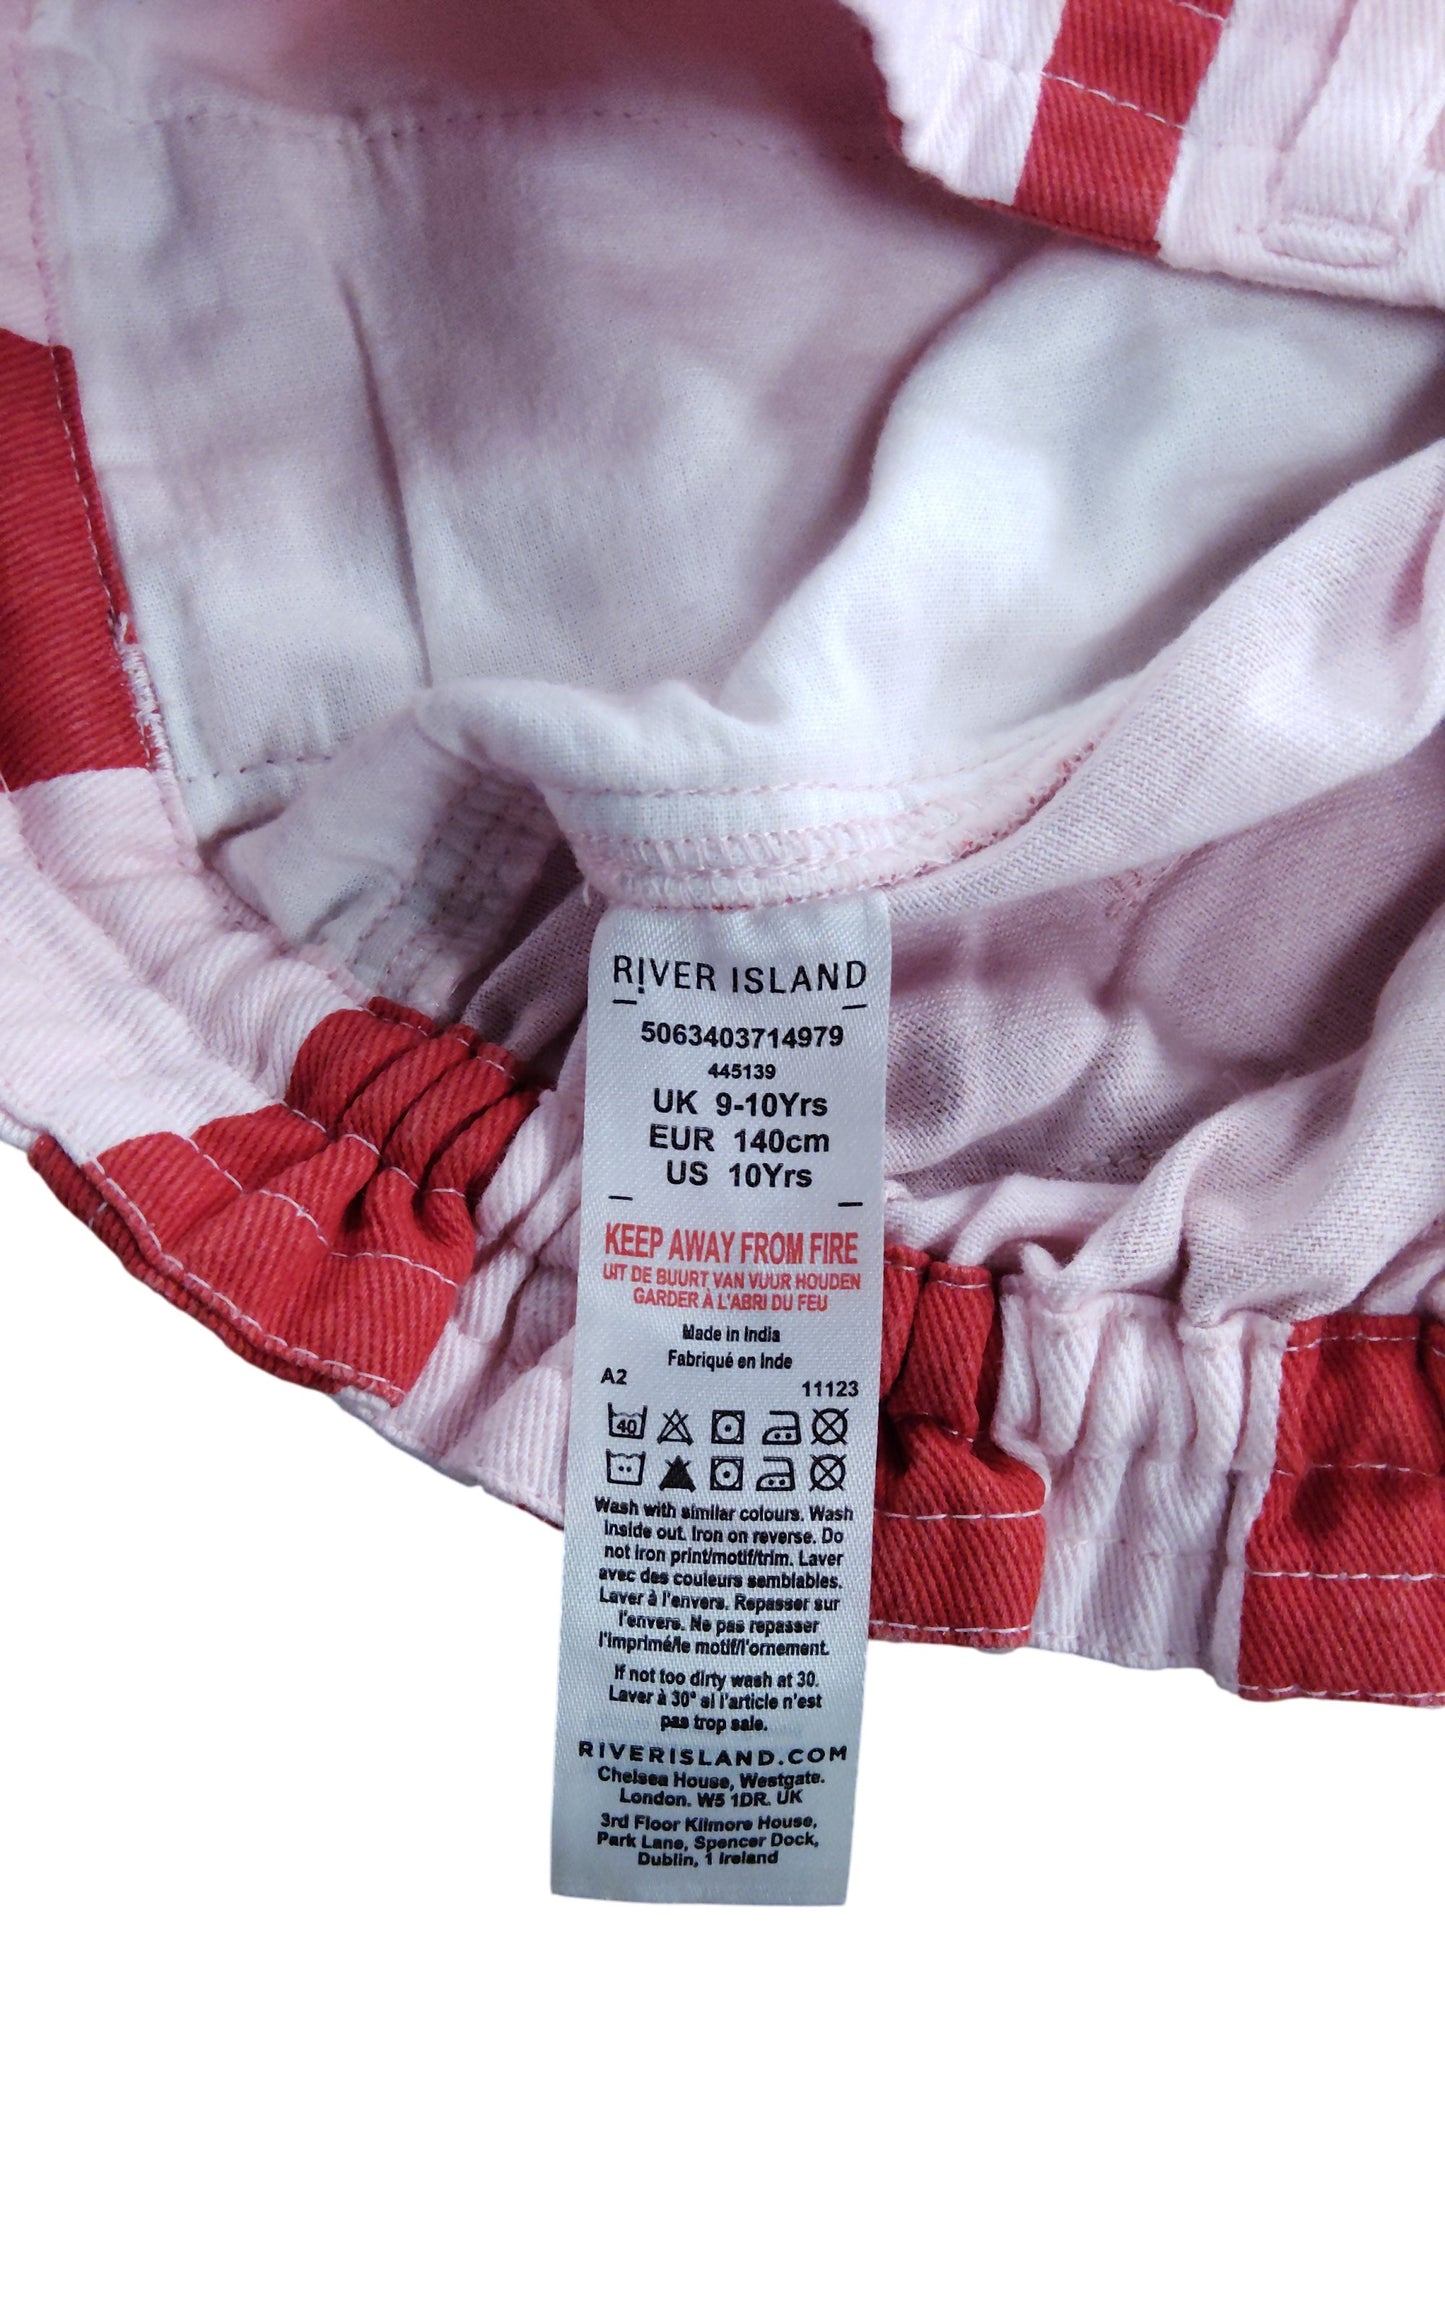 RIVER ISLAND
5063403714979
445139
UK 9-10Yrs
EUR 140cm
US 10Yrs
KEEP AWAY FROM FIRE
UIT DE BUURT VAN VUUR HOUDEN
GARDER À L'ABRI DU FEU
Made in India
Fabriqué en Inde
A2 11123
40
Wash with similar colours. Wash
inside out. Iron on reverse. Do
not iron print/motif/trim. Laver
avec des couleurs semblables.
Laver à l'envers. Repasser sur
l'envers. Ne pas repasser
l'imprimé/le motif/l'ornement.
If not too dirty wash at 30.
Laver à 30° si l'article n'est
pas trop sale.
RIVERISLAND.COM
Chelsea House, Westgate.
London. W5 1DR. UK
3rd Floor Kilmore House,
Park Lane, Spencer Dock,
Dublin, 1 Ireland